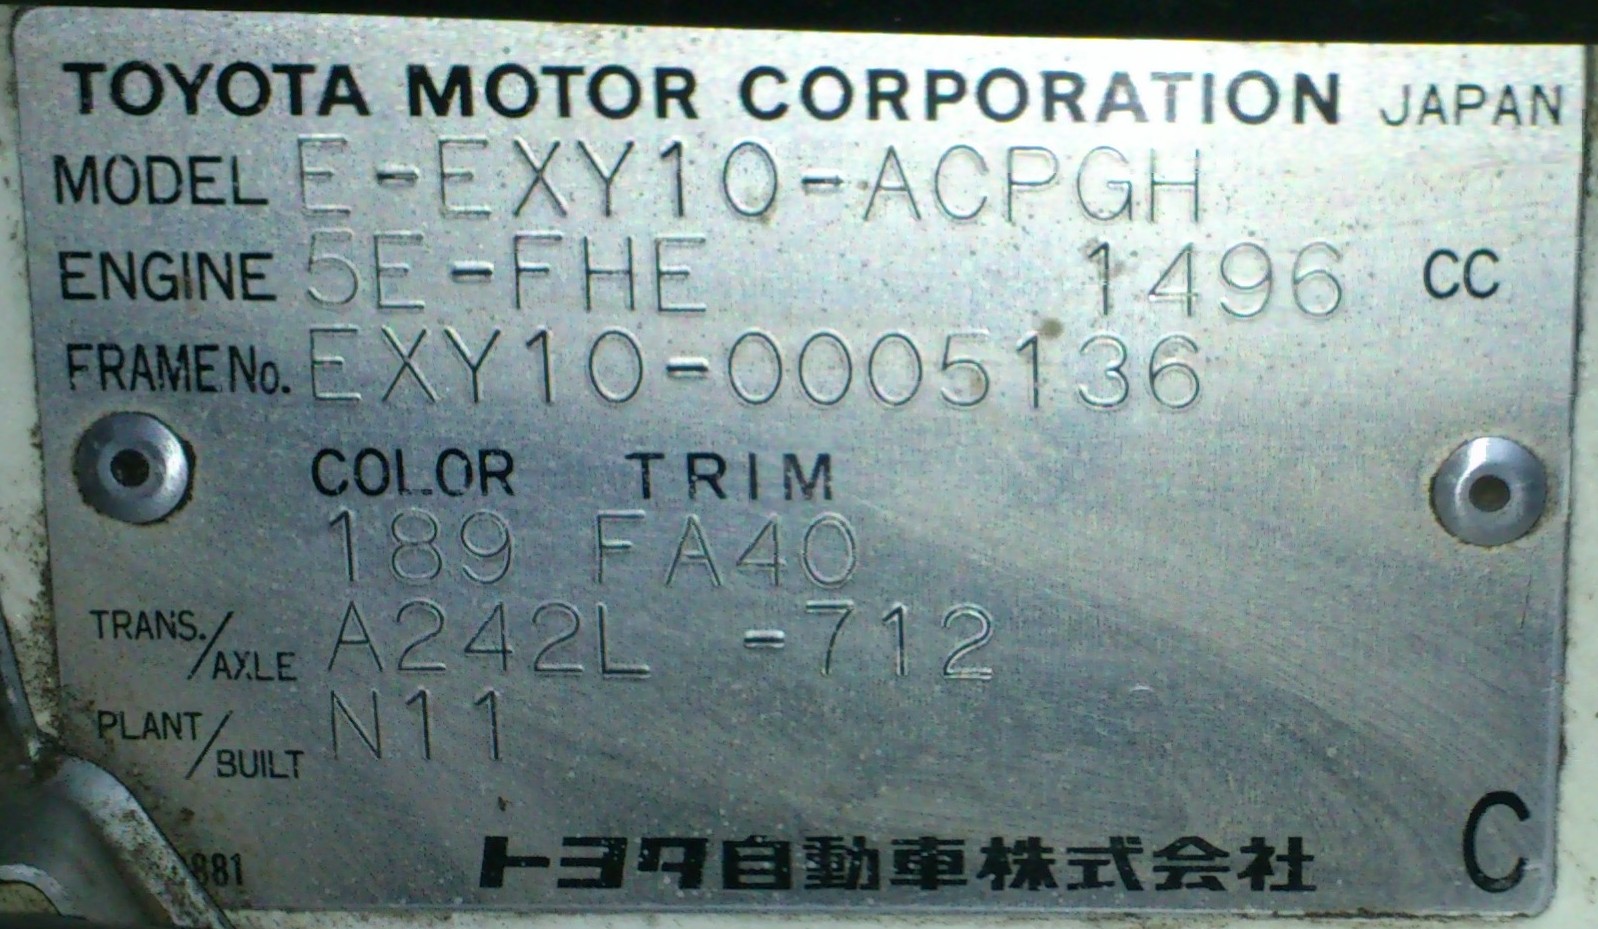 TOYOTA MOTOR CORPORATION JAPAN
MODEL E-EXY10-ACPGH
ENGINE 5E-FHE 1496 CC
FRAME No. EXY10-0005136
COLOR TRIM
189 FA40
TRANS./AXLE A242L -712
PLANT/BUILT N11
トヨタ自動車株式会社 C
881